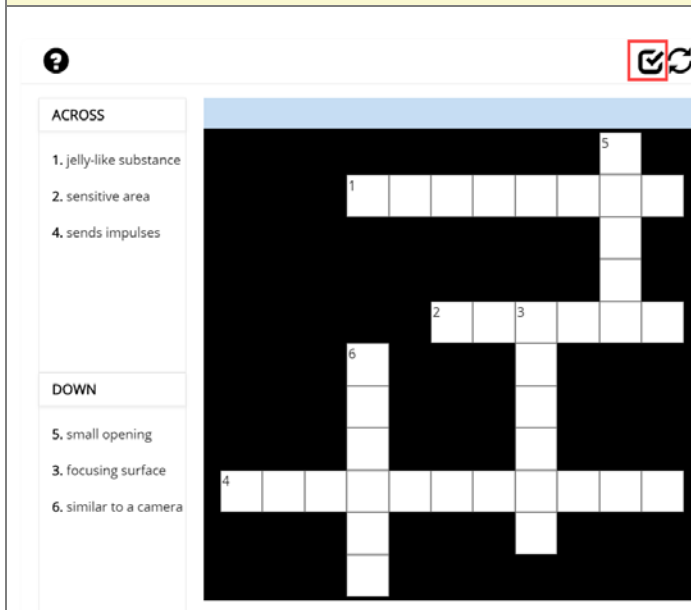 ?
ACROSS
1. jelly-like substance
2. sensitive area
4. sends impulses
DOWN
5. small opening
3. focusing surface
6. similar to a camera
5
1
2 3
6
4